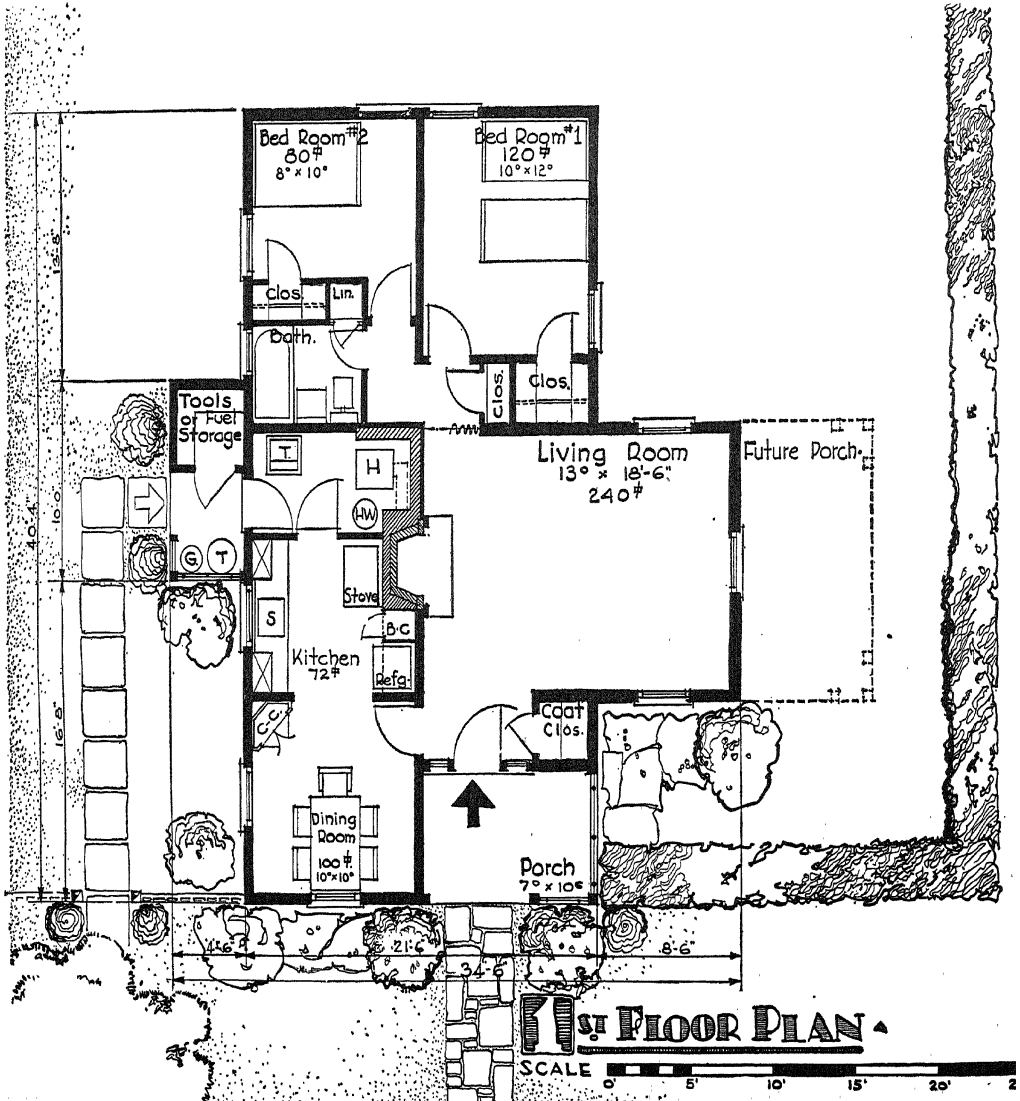 Bed Room #2
80#
8° x 10°
Bed Room #1
120#
10° x 12°
13'-8"
Clos.
Lin.
Bath.
Clos.
Clos.
Tools
or Fuel
Storage
T
H
HW
Living Room
13° x 18'-6"
240#
Future Porch.
40'-4"
10'-0"
G
T
Stove
S
B.C
Kitchen
72#
Refg.
C.C.
Coat
Clos.
16'-8"
Dining
Room
100#
10°x10°
Porch
7° x 10°
4'-6"
21'-6"
8'-6"
34'-6"
1ST FLOOR PLAN
SCALE
0' 5' 10' 15' 20'